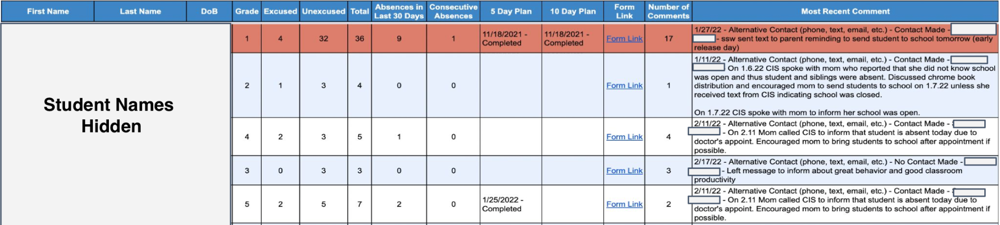 First Name Last Name DoB Grade Excused Unexcused Total Absences in Last 30 Days Consecutive Absences 5 Day Plan 10 Day Plan Form Link Number of Comments Most Recent Comment
Student Names
Hidden
1 4 32 36 9 1 11/18/2021 - Completed 11/18/2021 - Completed Form Link 17
1/27/22 - Alternative Contact (phone, text, email, etc.) - Contact Made -
- ssw sent text to parent reminding to send student to school tomorrow (early
release day)
2 1 3 4 0 0 Form Link 1
1/11/22 - Alternative Contact (phone, text, email, etc.) - Contact Made -
On 1.6.22 CIS spoke with mom who reported that she did not know school
was open and thus student and siblings were absent. Discussed chrome book
distribution and encouraged mom to send students to school on 1.7.22 unless she
received text from CIS indicating school was closed.
On 1.7.22 CIS spoke with mom to inform her school was open.
4 2 3 5 1 0 Form Link 4
2/11/22 - Alternative Contact (phone, text, email, etc.) - Contact Made -
- On 2.11 Mom called CIS to inform that student is absent today due to
doctor's appoint. Encouraged mom to bring students to school after appointment if
possible.
3 0 3 3 0 0 Form Link 3
2/17/22 - Alternative Contact (phone, text, email, etc.) - No Contact Made -
- Left message to inform about great behavior and good classroom
productivity
5 2 5 7 2 0 1/25/2022 - Completed Form Link 2
2/11/22 - Alternative Contact (phone, text, email, etc.) - Contact Made -
- On 2.11 Mom called CIS to inform that student is absent today due to
doctor's appoint. Encouraged mom to bring students to school after appointment if
possible.